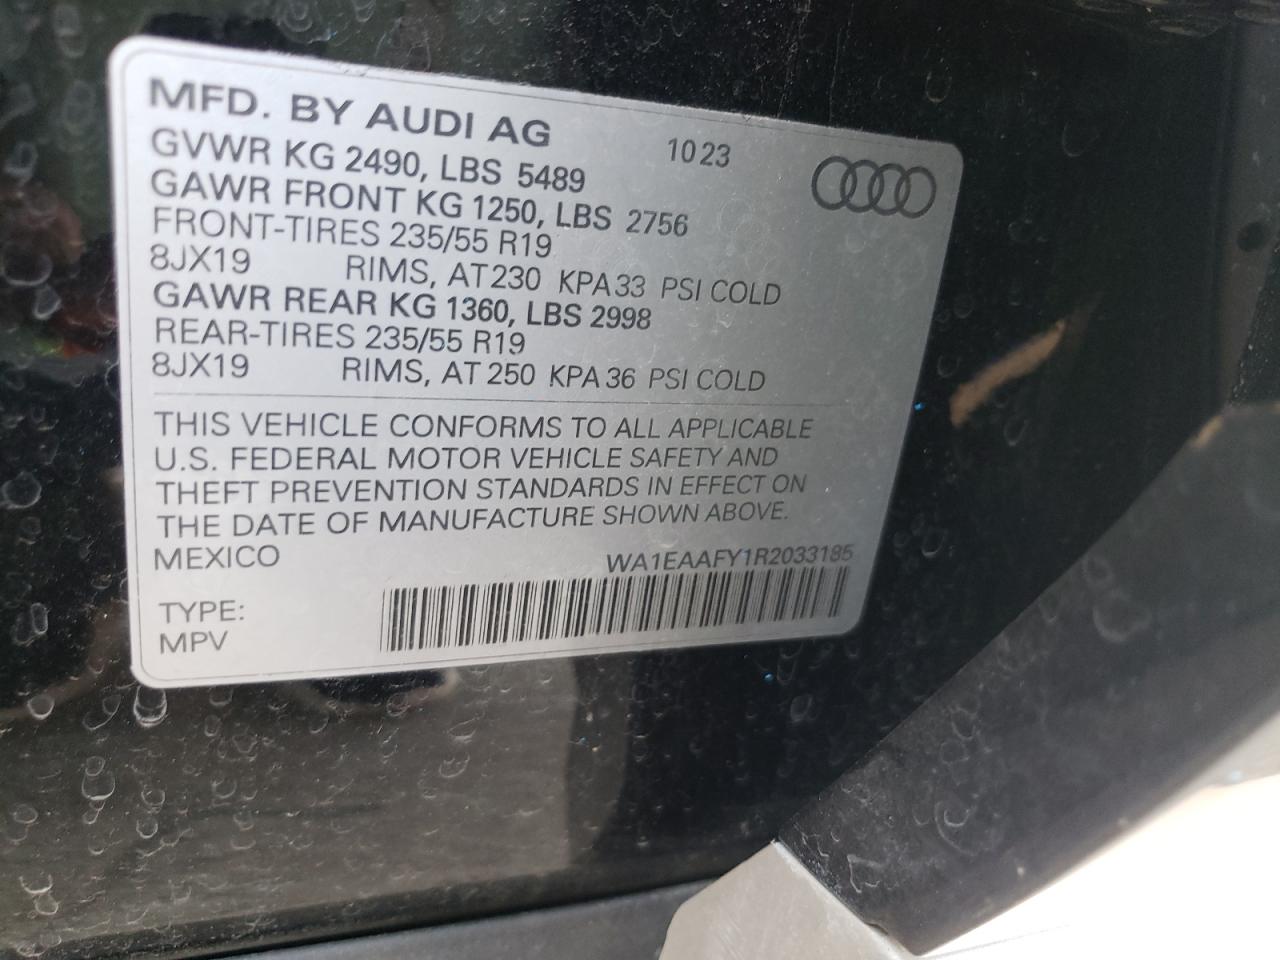 MFD. BY AUDI AG 1023
GVWR KG 2490, LBS 5489
GAWR FRONT KG 1250, LBS 2756
FRONT-TIRES 235/55 R19
8JX19 RIMS, AT 230 KPA 33 PSI COLD
GAWR REAR KG 1360, LBS 2998
REAR-TIRES 235/55 R19
8JX19 RIMS, AT 250 KPA 36 PSI COLD
THIS VEHICLE CONFORMS TO ALL APPLICABLE
U.S. FEDERAL MOTOR VEHICLE SAFETY AND
THEFT PREVENTION STANDARDS IN EFFECT ON
THE DATE OF MANUFACTURE SHOWN ABOVE.
MEXICO WA1EAAFY1R2033185
TYPE:
MPV